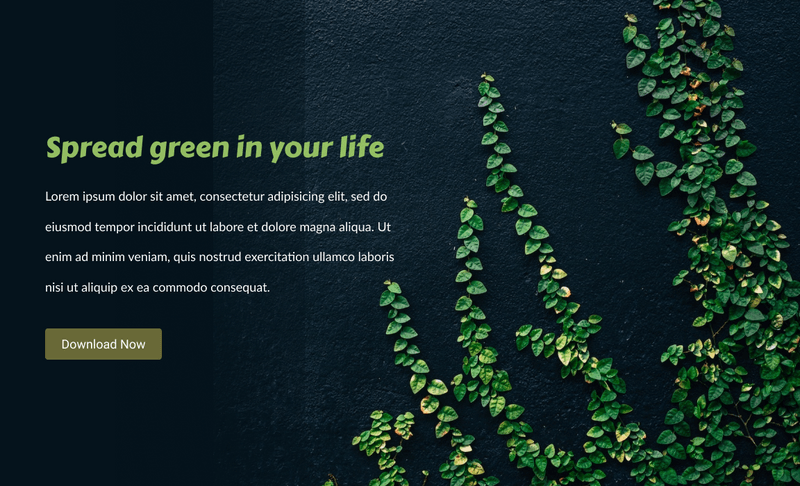 Spread green in your life
Lorem ipsum dolor sit amet, consectetur adipisicing elit, sed do
eiusmod tempor incididunt ut labore et dolore magna aliqua. Ut
enim ad minim veniam, quis nostrud exercitation ullamco laboris
nisi ut aliquip ex ea commodo consequat.
Download Now